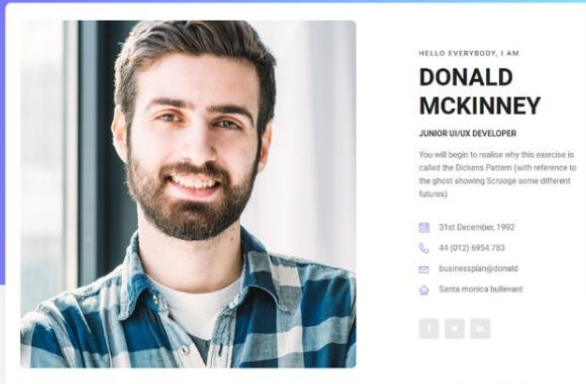 HELLO EVERYBODY, I AM
DONALD
MCKINNEY
JUNIOR UI/UX DEVELOPER
You will begin to realise why this exercise is
called the Dickens Pattern (with reference to
the ghost showing Scrooge some different
futures)
31st December, 1992
44 (012) 6954 783
businessplan@donald
Santa monica bullevard